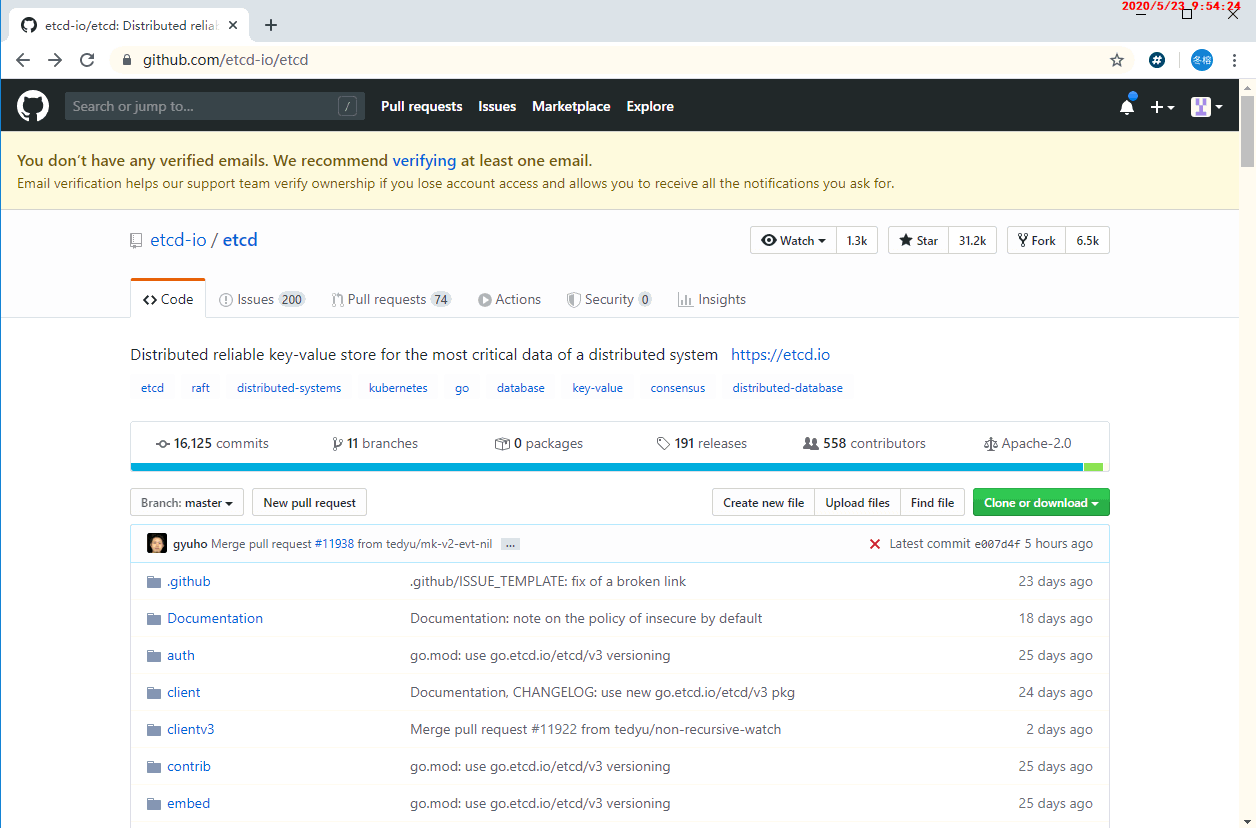 2020/5/23 9:54:24
etcd-io/etcd: Distributed relia
github.com/etcd-io/etcd
冬榕
Search or jump to... / Pull requests Issues Marketplace Explore
You don’t have any verified emails. We recommend verifying at least one email.
Email verification helps our support team verify ownership if you lose account access and allows you to receive all the notifications you ask for.
etcd-io / etcd Watch 1.3k Star 31.2k Fork 6.5k
Code Issues 200 Pull requests 74 Actions Security 0 Insights
Distributed reliable key-value store for the most critical data of a distributed system https://etcd.io
etcd raft distributed-systems kubernetes go database key-value consensus distributed-database
16,125 commits 11 branches 0 packages 191 releases 558 contributors Apache-2.0
Branch: master New pull request Create new file Upload files Find file Clone or download
gyuho Merge pull request #11938 from tedyu/mk-v2-evt-nil ... Latest commit e007d4f 5 hours ago
.github .github/ISSUE_TEMPLATE: fix of a broken link 23 days ago
Documentation Documentation: note on the policy of insecure by default 18 days ago
auth go.mod: use go.etcd.io/etcd/v3 versioning 25 days ago
client Documentation, CHANGELOG: use new go.etcd.io/etcd/v3 pkg 24 days ago
clientv3 Merge pull request #11922 from tedyu/non-recursive-watch 2 days ago
contrib go.mod: use go.etcd.io/etcd/v3 versioning 25 days ago
embed go.mod: use go.etcd.io/etcd/v3 versioning 25 days ago